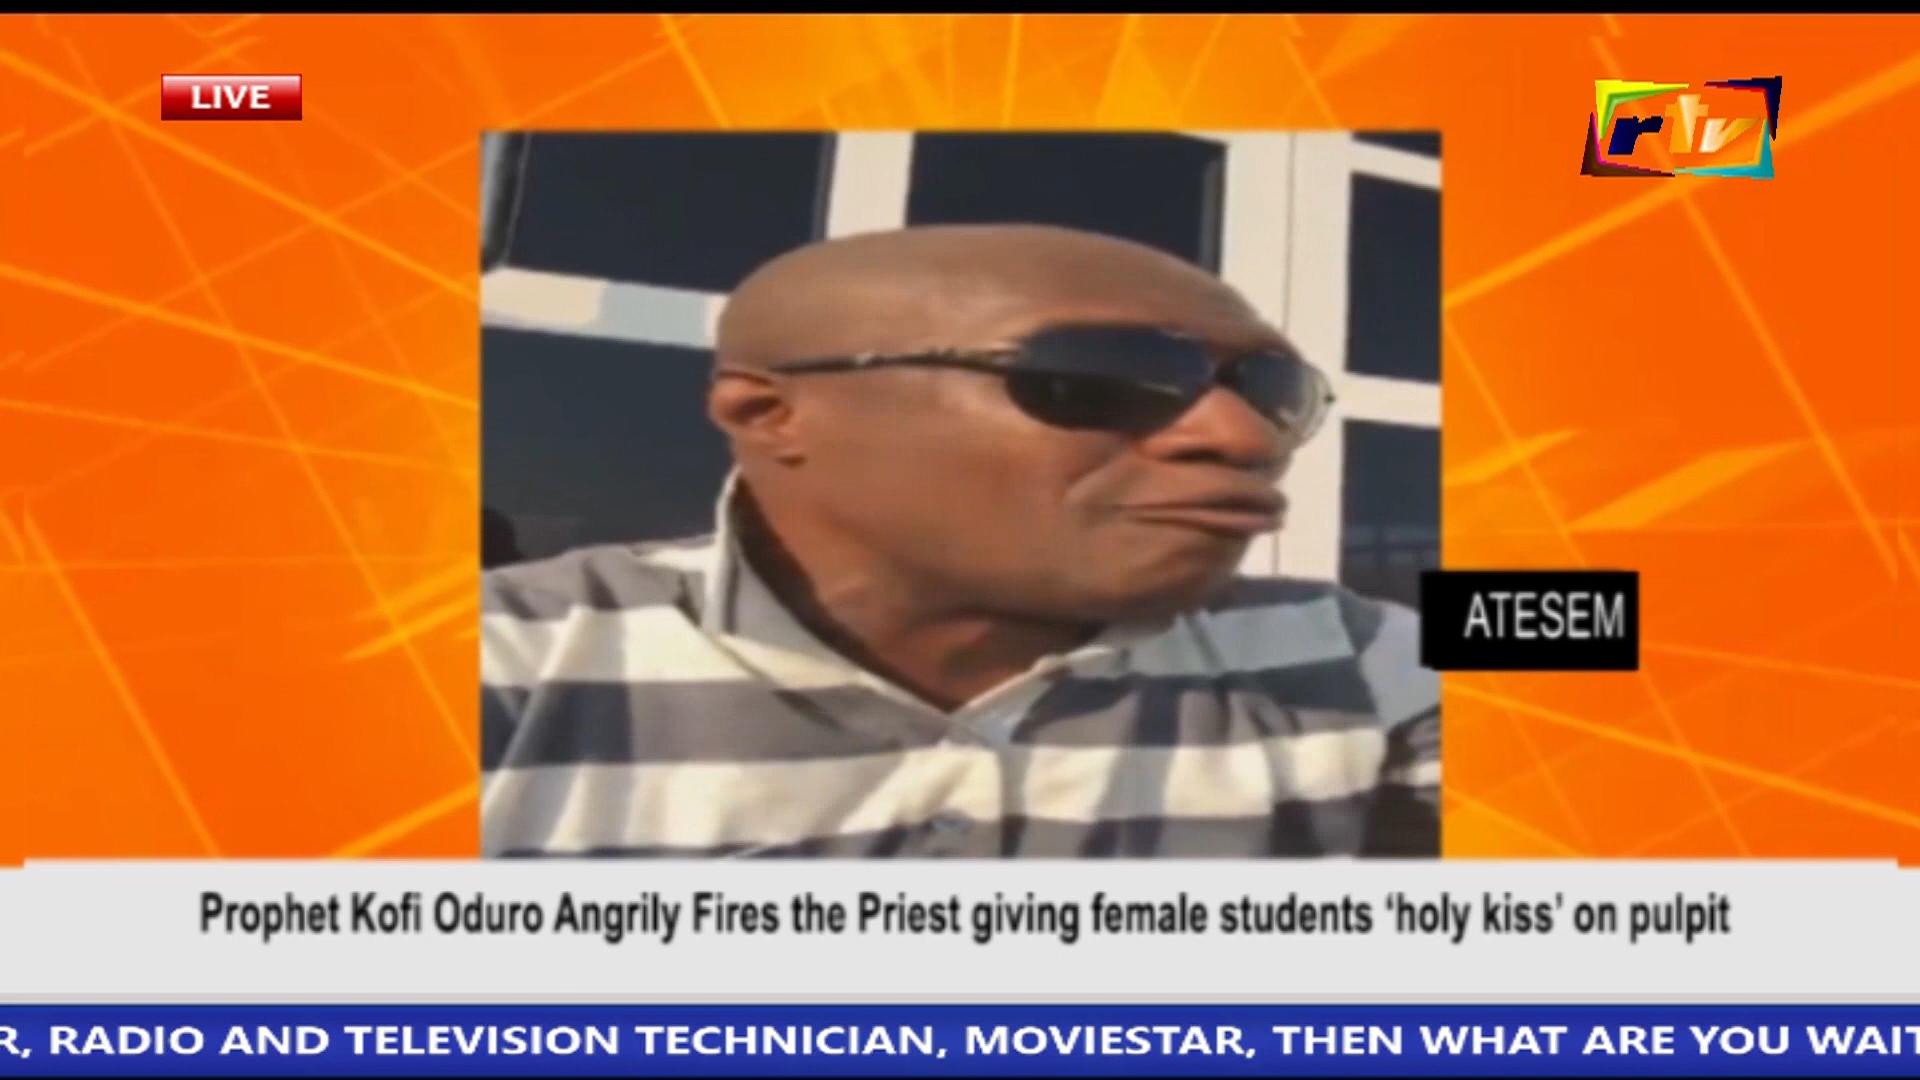 LIVE
rtv
ATESEM
Prophet Kofi Oduro Angrily Fires the Priest giving female students ‘holy kiss’ on pulpit
R, RADIO AND TELEVISION TECHNICIAN, MOVIESTAR, THEN WHAT ARE YOU WAIT